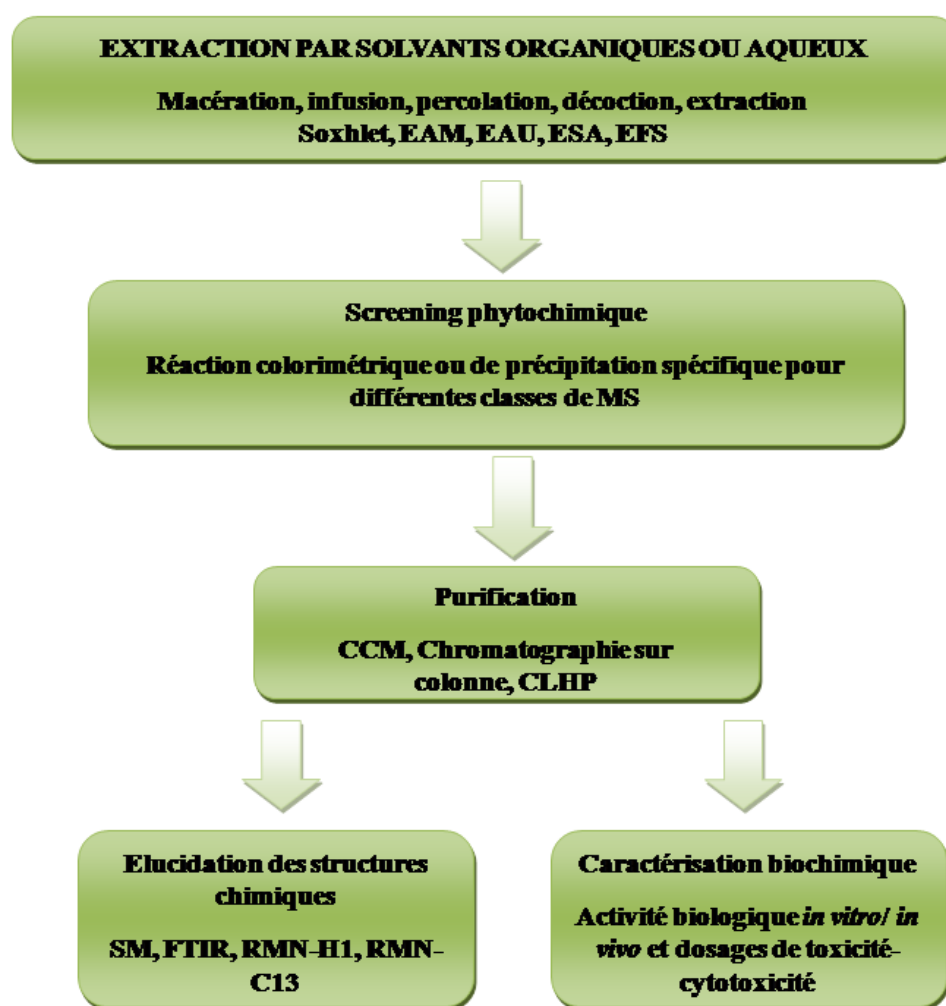 EXTRACTION PAR SOLVANTS ORGANIQUES OU AQUEUX
Macération, infusion, percolation, décoction, extraction
Soxhlet, EAM, EAU, ESA, EFS
Screening phytochimique
Réaction colorimétrique ou de précipitation spécifique pour
différentes classes de MS
Purification
CCM, Chromatographie sur
colonne, CLHP
Elucidation des structures
chimiques
SM, FTIR, RMN-H1, RMN-
C13
Caractérisation biochimique
Activité biologique in vitro/ in
vivo et dosages de toxicité-
cytotoxicité